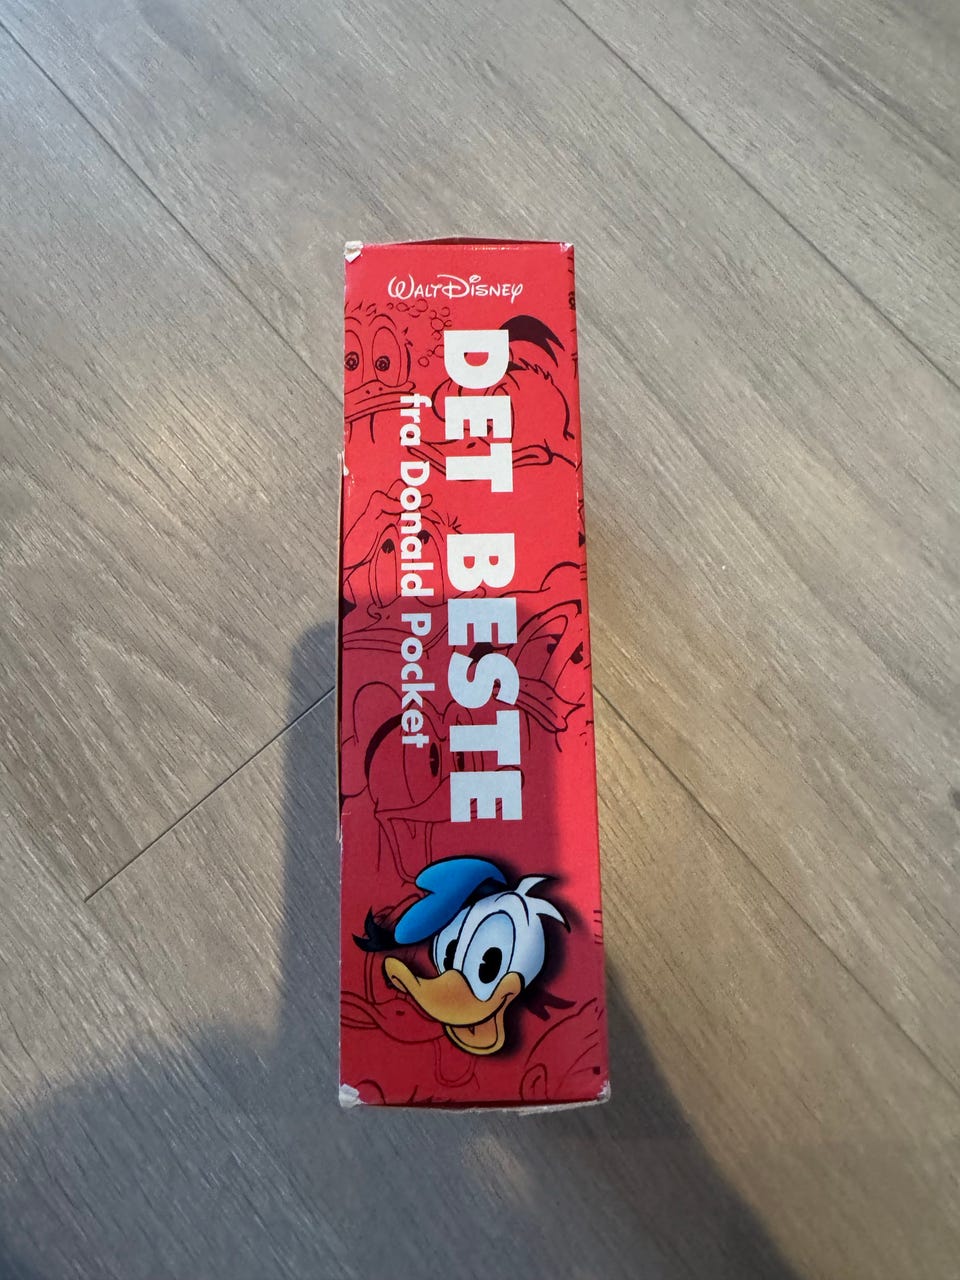 WALT DISNEY
DET BESTE
fra Donald Pocket